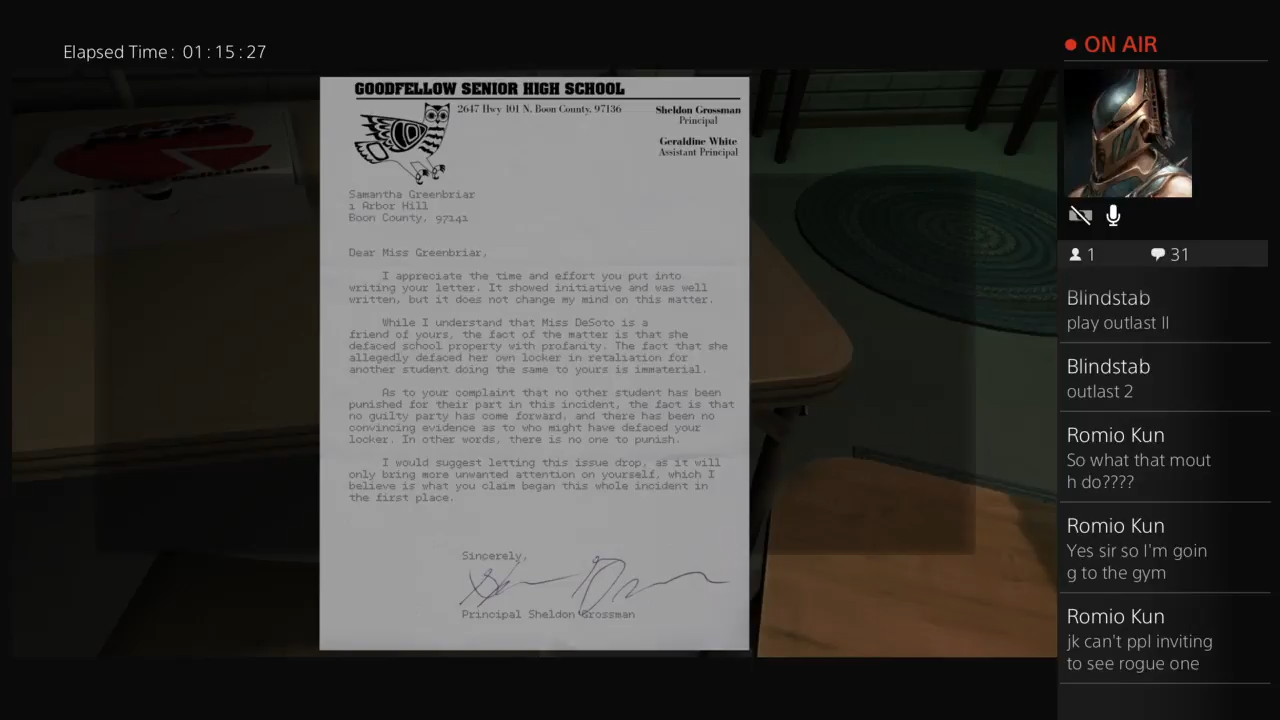 Elapsed Time: 01:15:27
GOODFELLOW SENIOR HIGH SCHOOL
2647 Hwy 101 N. Boon County, 97136
Sheldon Grossman
Principal
Geraldine White
Assistant Principal
Samantha Greenbriar
1 Arbor Hill
Boon County, 97141
Dear Miss Greenbriar,
I appreciate the time and effort you put into
writing your letter. It showed initiative and was well
written, but it does not change my mind on this matter.
While I understand that Miss DeSoto is a
friend of yours, the fact of the matter is that she
defaced school property with profanity. The fact that she
allegedly defaced her own locker in retaliation for
another student doing the same to yours is immaterial.
As to your complaint that no other student has been
punished for their part in this incident, the fact is that
no guilty party has come forward, and there has been no
convincing evidence as to who might have defaced your
locker. In other words, there is no one to punish.
I would suggest letting this issue drop, as it will
only bring more unwanted attention on yourself, which I
believe is what you claim began this whole incident in
the first place.
Sincerely,
Principal Sheldon Grossman
ON AIR
1
31
Blindstab
play outlast ll
Blindstab
outlast 2
Romio Kun
So what that mout
h do????
Romio Kun
Yes sir so I'm goin
g to the gym
Romio Kun
jk can't ppl inviting
to see rogue one